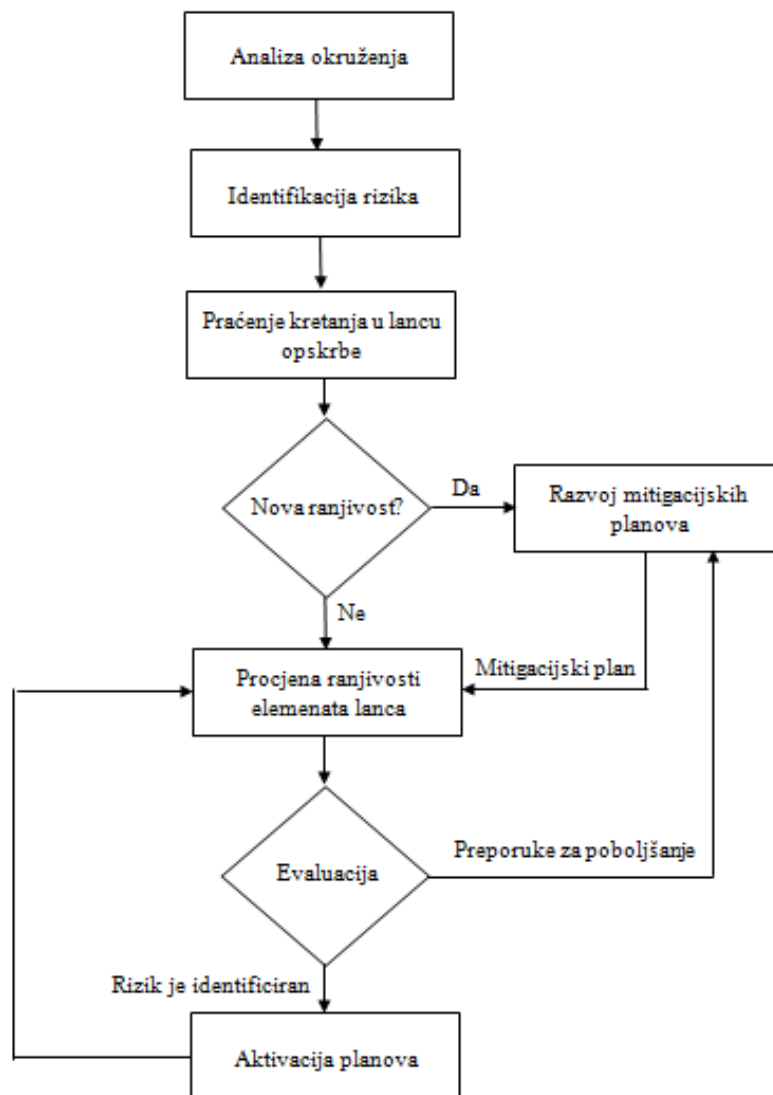 Analiza okruženja
Identifikacija rizika
Praćenje kretanja u lancu
opskrbe
Nova ranjivost?
Da
Razvoj mitigacijskih
planova
Ne
Mitigacijski plan
Procjena ranjivosti
elemenata lanca
Evaluacija
Preporuke za poboljšanje
Rizik je identificiran
Aktivacija planova